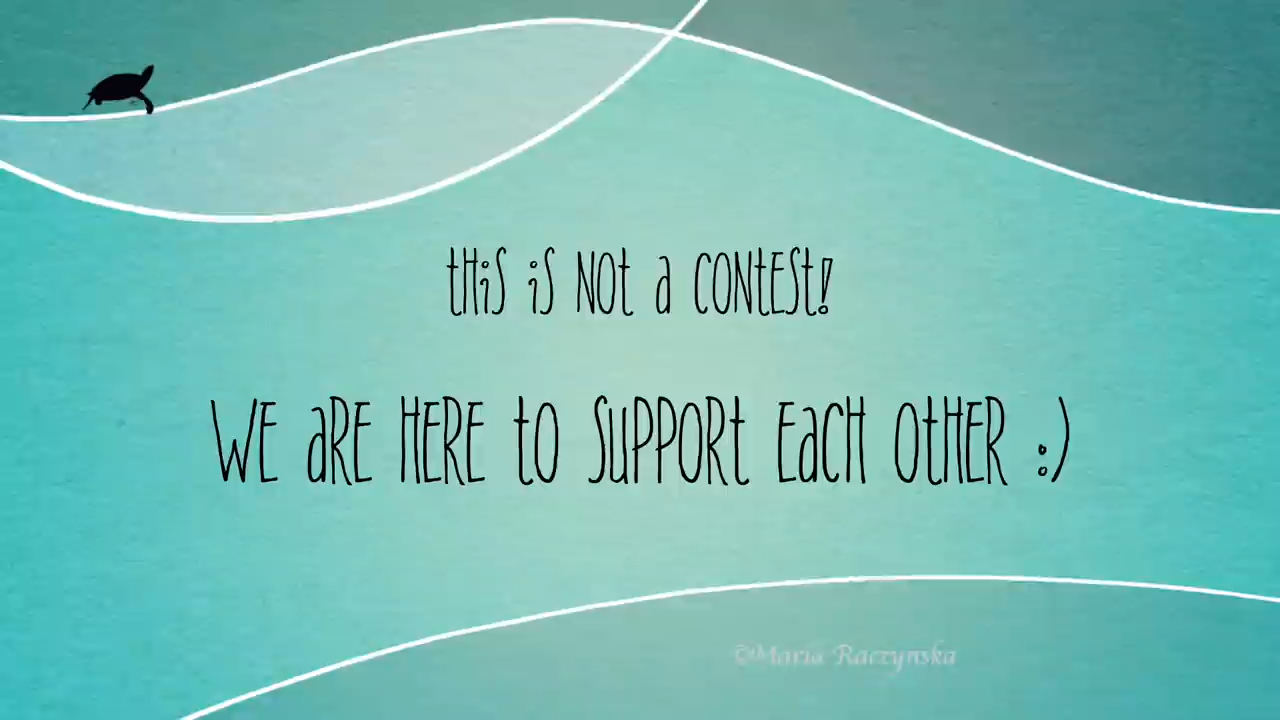 tHiS iS NOt a CONtESt!
WE aRE HERE tO SuPPORt EaCH OtHER :)
©Maria Raczynska